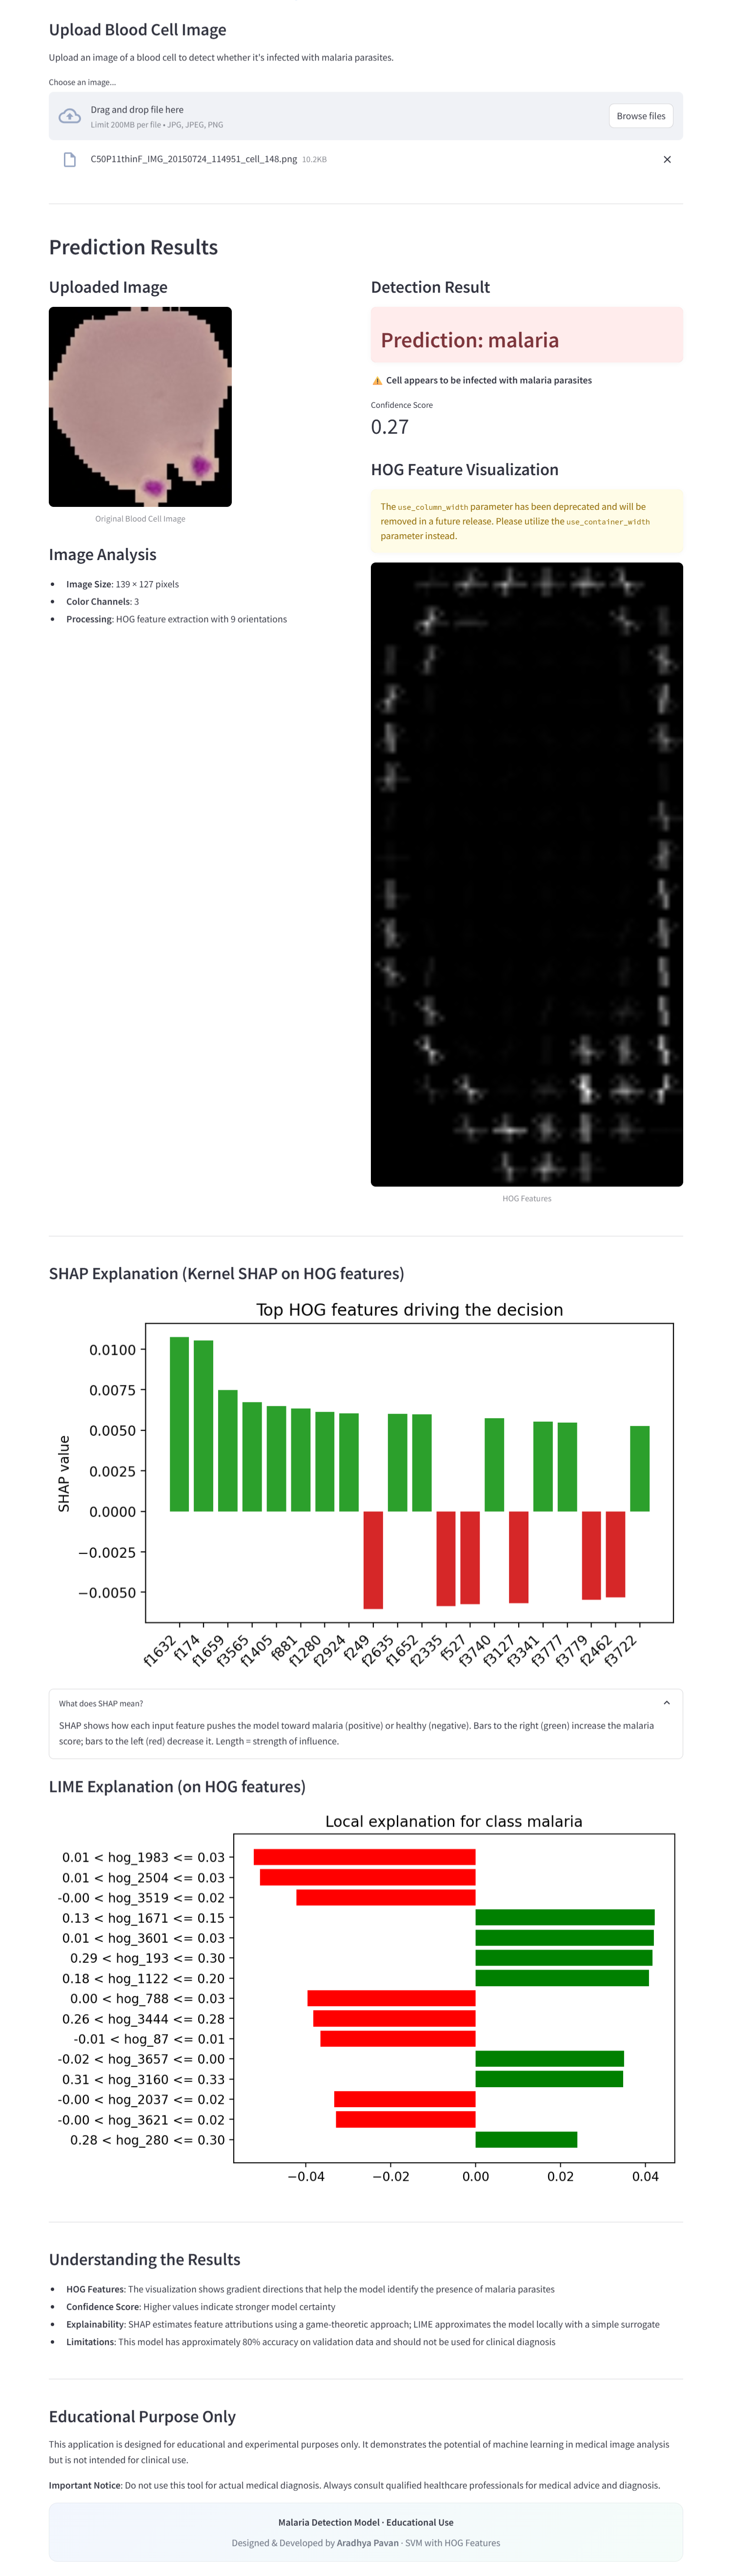 Upload Blood Cell Image
Upload an image of a blood cell to detect whether it's infected with malaria parasites.
Choose an image...
Drag and drop file here
Limit 200MB per file • JPG, JPEG, PNG
Browse files
C50P11thinF_IMG_20150724_114951_cell_148.png 10.2KB
Prediction Results
Uploaded Image
Original Blood Cell Image
Image Analysis
• Image Size: 139 × 127 pixels
• Color Channels: 3
• Processing: HOG feature extraction with 9 orientations
Detection Result
Prediction: malaria
Cell appears to be infected with malaria parasites
Confidence Score
0.27
HOG Feature Visualization
The use_column_width parameter has been deprecated and will be
removed in a future release. Please utilize the use_container_width
parameter instead.
HOG Features
SHAP Explanation (Kernel SHAP on HOG features)
Top HOG features driving the decision
SHAP value
0.0100
0.0075
0.0050
0.0025
0.0000
−0.0025
−0.0050
f1632
f174
f1659
f3565
f1405
f881
f1280
f2924
f249
f2635
f1652
f2335
f527
f3740
f3127
f3341
f3777
f3779
f2462
f3722
What does SHAP mean?
SHAP shows how each input feature pushes the model toward malaria (positive) or healthy (negative). Bars to the right (green) increase the malaria
score; bars to the left (red) decrease it. Length = strength of influence.
LIME Explanation (on HOG features)
Local explanation for class malaria
0.01 < hog_1983 <= 0.03
0.01 < hog_2504 <= 0.03
-0.00 < hog_3519 <= 0.02
0.13 < hog_1671 <= 0.15
0.01 < hog_3601 <= 0.03
0.29 < hog_193 <= 0.30
0.18 < hog_1122 <= 0.20
0.00 < hog_788 <= 0.03
0.26 < hog_3444 <= 0.28
-0.01 < hog_87 <= 0.01
-0.02 < hog_3657 <= 0.00
0.31 < hog_3160 <= 0.33
-0.00 < hog_2037 <= 0.02
-0.00 < hog_3621 <= 0.02
0.28 < hog_280 <= 0.30
−0.04
−0.02
0.00
0.02
0.04
Understanding the Results
• HOG Features: The visualization shows gradient directions that help the model identify the presence of malaria parasites
• Confidence Score: Higher values indicate stronger model certainty
• Explainability: SHAP estimates feature attributions using a game-theoretic approach; LIME approximates the model locally with a simple surrogate
• Limitations: This model has approximately 80% accuracy on validation data and should not be used for clinical diagnosis
Educational Purpose Only
This application is designed for educational and experimental purposes only. It demonstrates the potential of machine learning in medical image analysis
but is not intended for clinical use.
Important Notice: Do not use this tool for actual medical diagnosis. Always consult qualified healthcare professionals for medical advice and diagnosis.
Malaria Detection Model · Educational Use
Designed & Developed by Aradhya Pavan · SVM with HOG Features